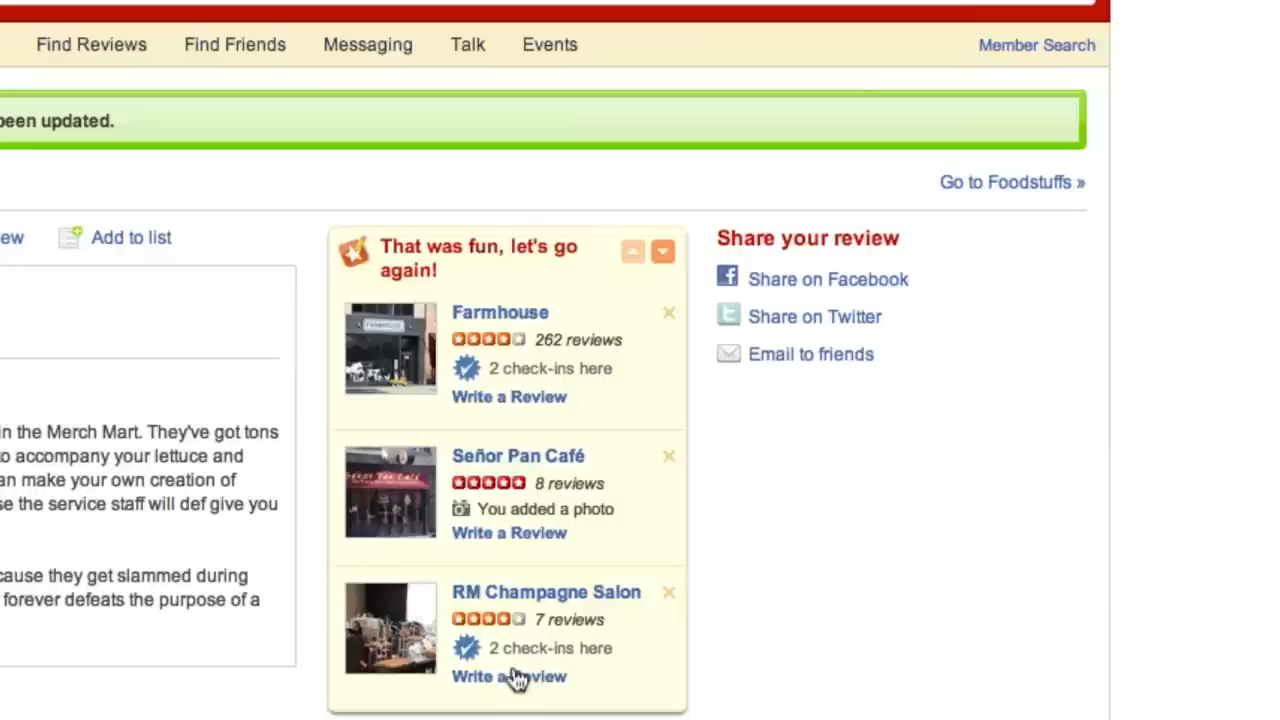 Find Reviews Find Friends Messaging Talk Events Member Search
been updated.
Go to Foodstuffs »
ew Add to list
in the Merch Mart. They've got tons
to accompany your lettuce and
an make your own creation of
se the service staff will def give you
cause they get slammed during
forever defeats the purpose of a
That was fun, let's go
again!
Farmhouse
262 reviews
2 check-ins here
Write a Review
Señor Pan Café
8 reviews
You added a photo
Write a Review
RM Champagne Salon
7 reviews
2 check-ins here
Write a Review
Share your review
Share on Facebook
Share on Twitter
Email to friends